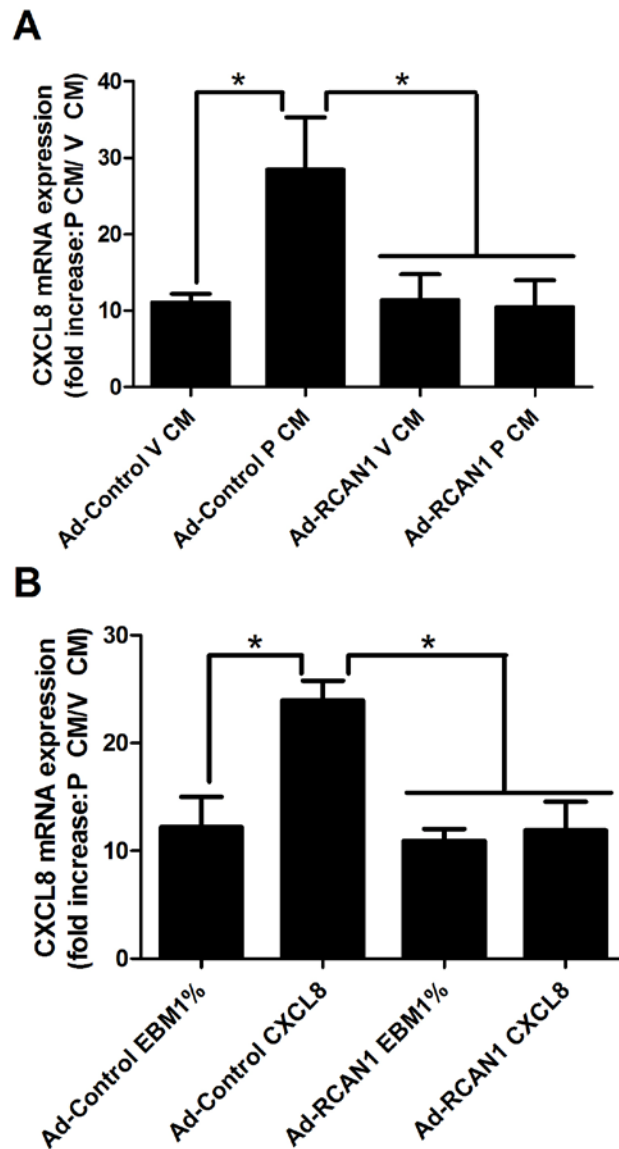 A
CXCL8 mRNA expression
(fold increase:P CM/ V CM)
40
30
20
10
0
*
*
Ad-Control V CM
Ad-Control P CM
Ad-RCAN1 V CM
Ad-RCAN1 P CM
B
CXCL8 mRNA expression
(fold increase:P CM/V CM)
30
20
10
0
*
*
Ad-Control EBM1%
Ad-Control CXCL8
Ad-RCAN1 EBM1%
Ad-RCAN1 CXCL8